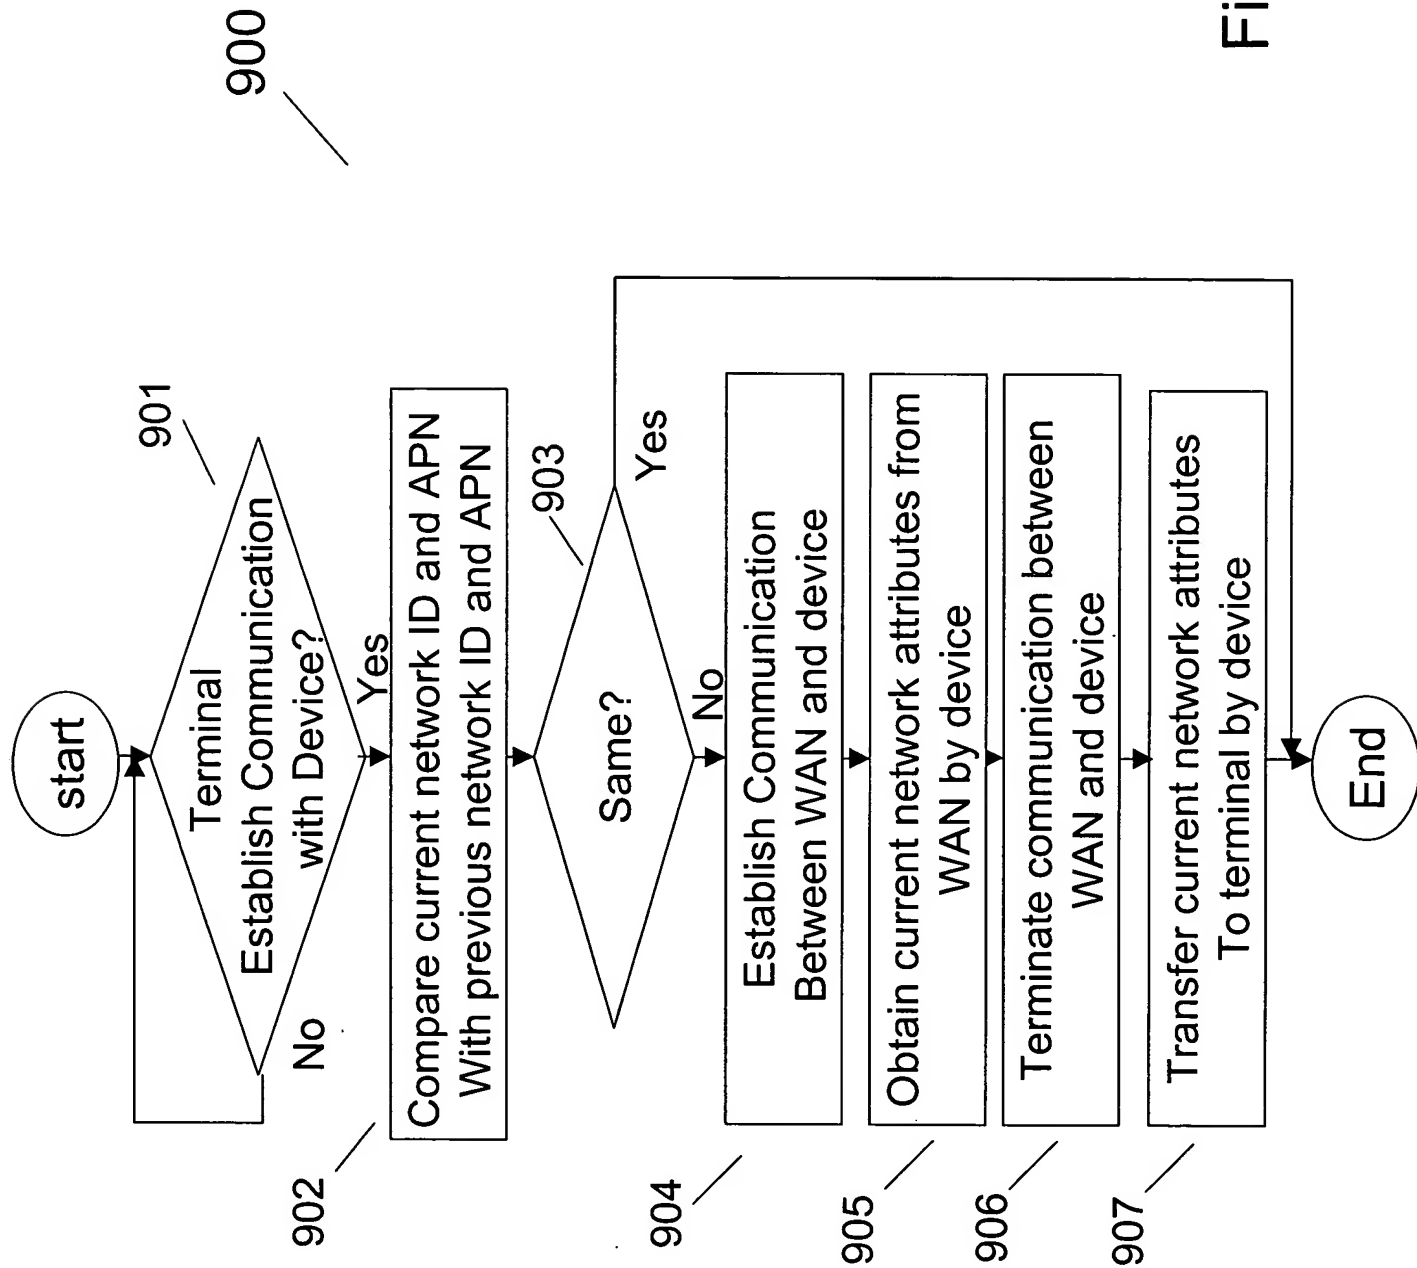 900
start
901
Terminal
Establish Communication
with Device?
No
Yes
902
Compare current network ID and APN
With previous network ID and APN
903
Same?
Yes
No
904
Establish Communication
Between WAN and device
905
Obtain current network attributes from
WAN by device
906
Terminate communication between
WAN and device
907
Transfer current network attributes
To terminal by device
End
Fi